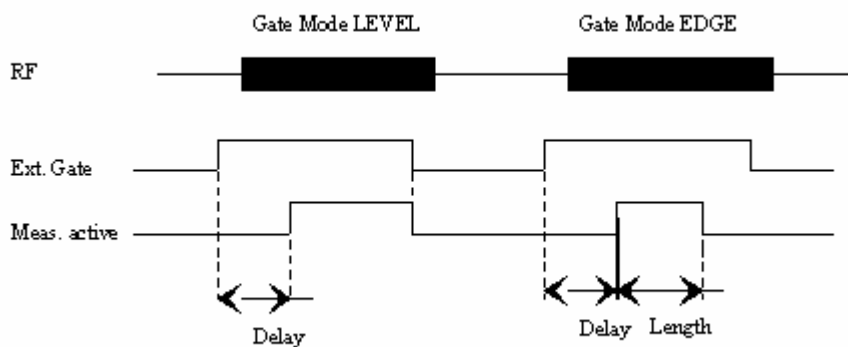 Gate Mode LEVEL
Gate Mode EDGE
RF
Ext. Gate
Meas. active
Delay
Delay
Length